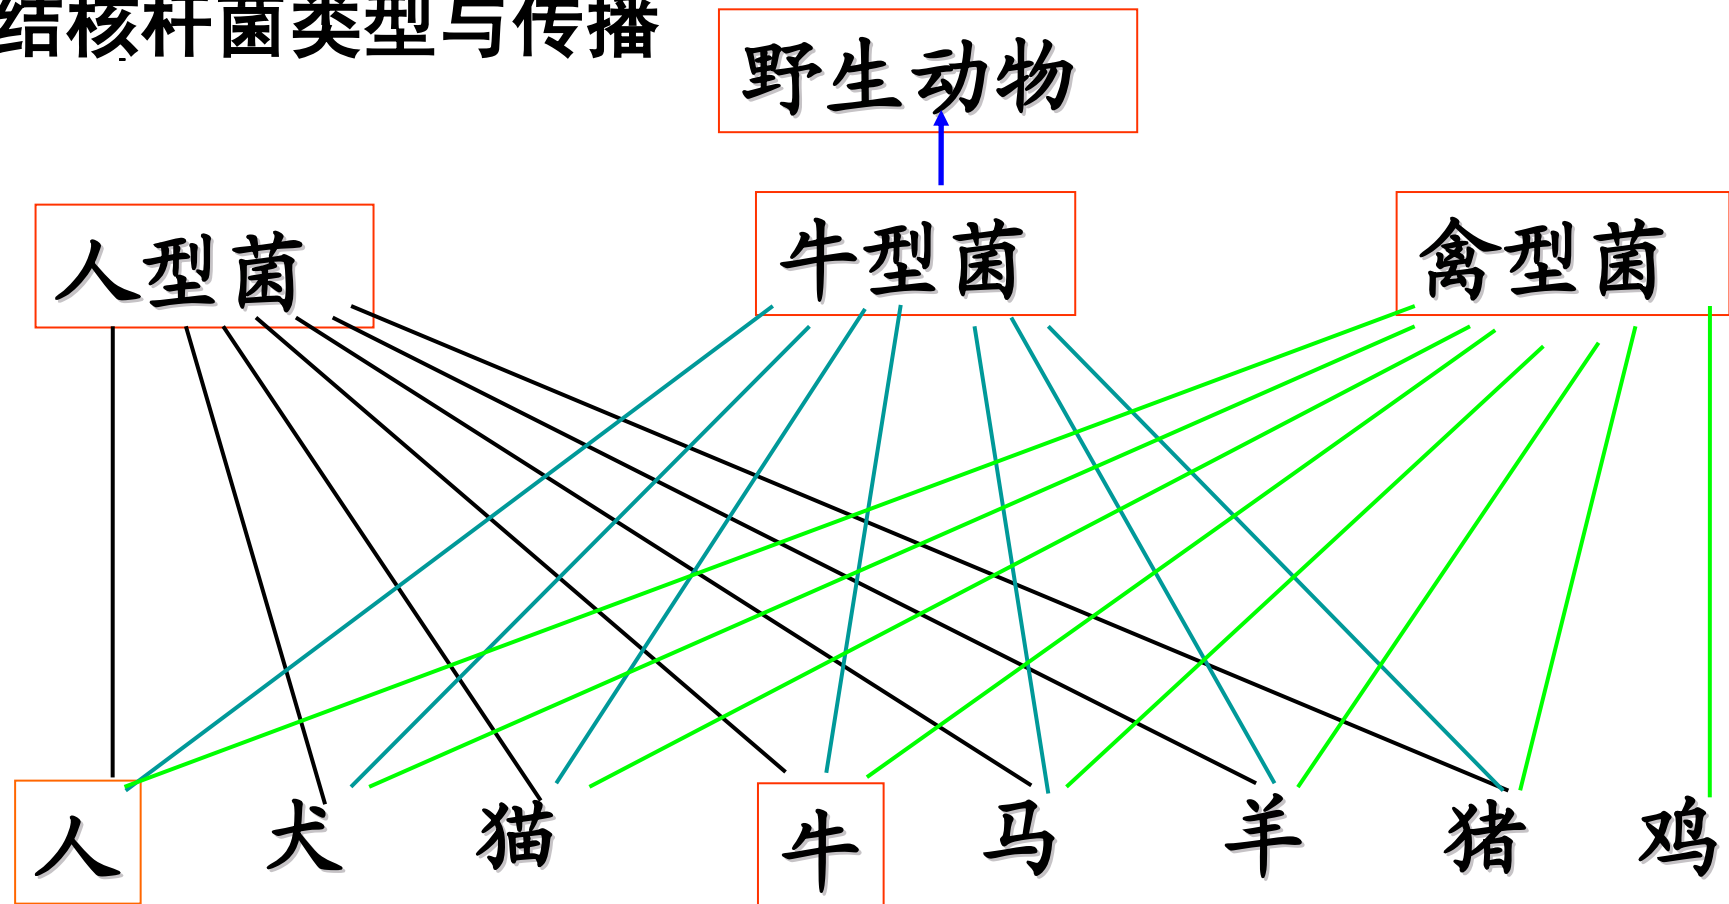 结核杆菌类型与传播
野生动物
人型菌 牛型菌 禽型菌
人 犬 猫 牛 马 羊 猪 鸡